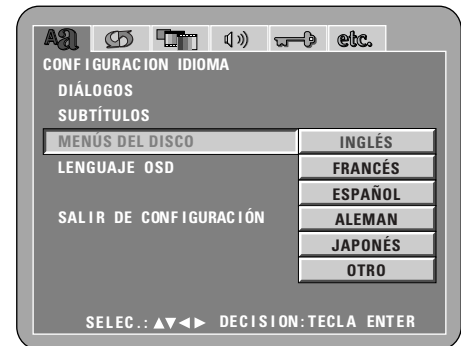 Aa etc.
CONFIGURACION IDIOMA
DIÁLOGOS
SUBTÍTULOS
MENÚS DEL DISCO INGLÉS
LENGUAJE OSD FRANCÉS
ESPAÑOL
SALIR DE CONFIGURACIÓN ALEMAN
JAPONÉS
OTRO
SELEC.: ▲▼◄► DECISION:TECLA ENTER